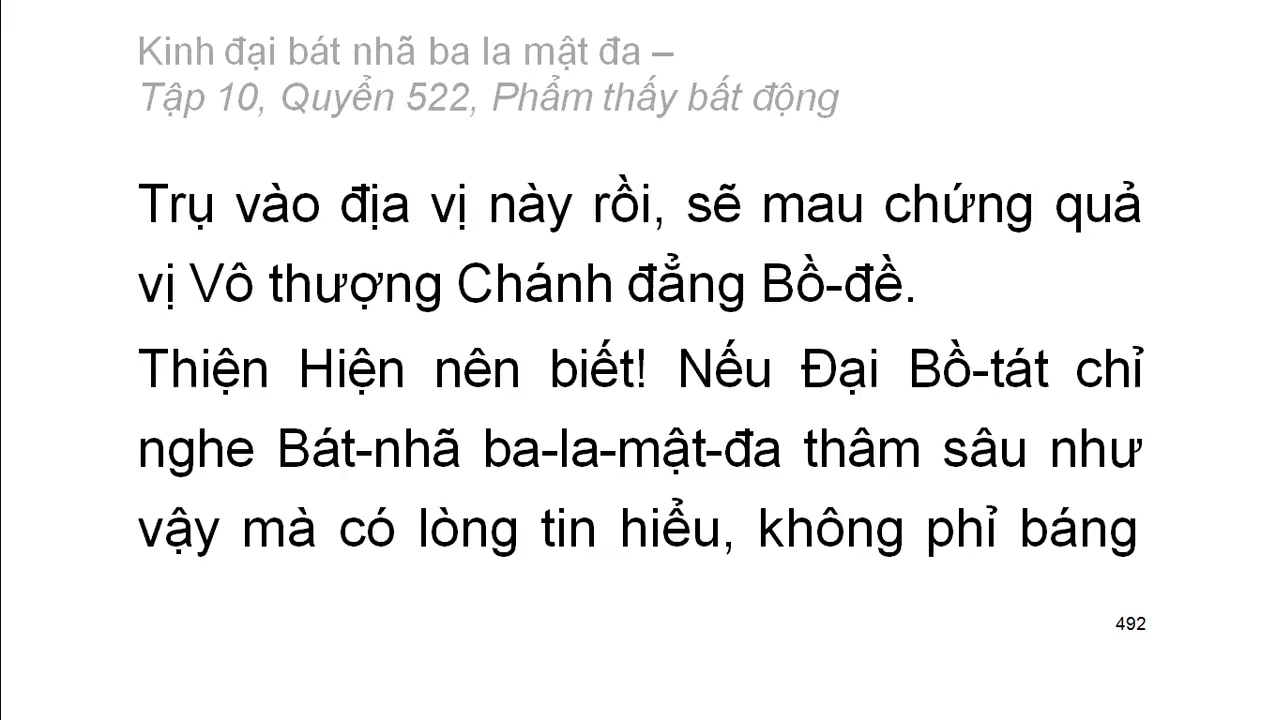 Kinh đại bát nhã ba la mật đa –
Tập 10, Quyển 522, Phẩm thấy bất động
Trụ vào địa vị này rồi, sẽ mau chứng quả
vị Vô thượng Chánh đẳng Bồ-đề.
Thiện Hiện nên biết! Nếu Đại Bồ-tát chỉ
nghe Bát-nhã ba-la-mật-đa thâm sâu như
vậy mà có lòng tin hiểu, không phỉ báng
492